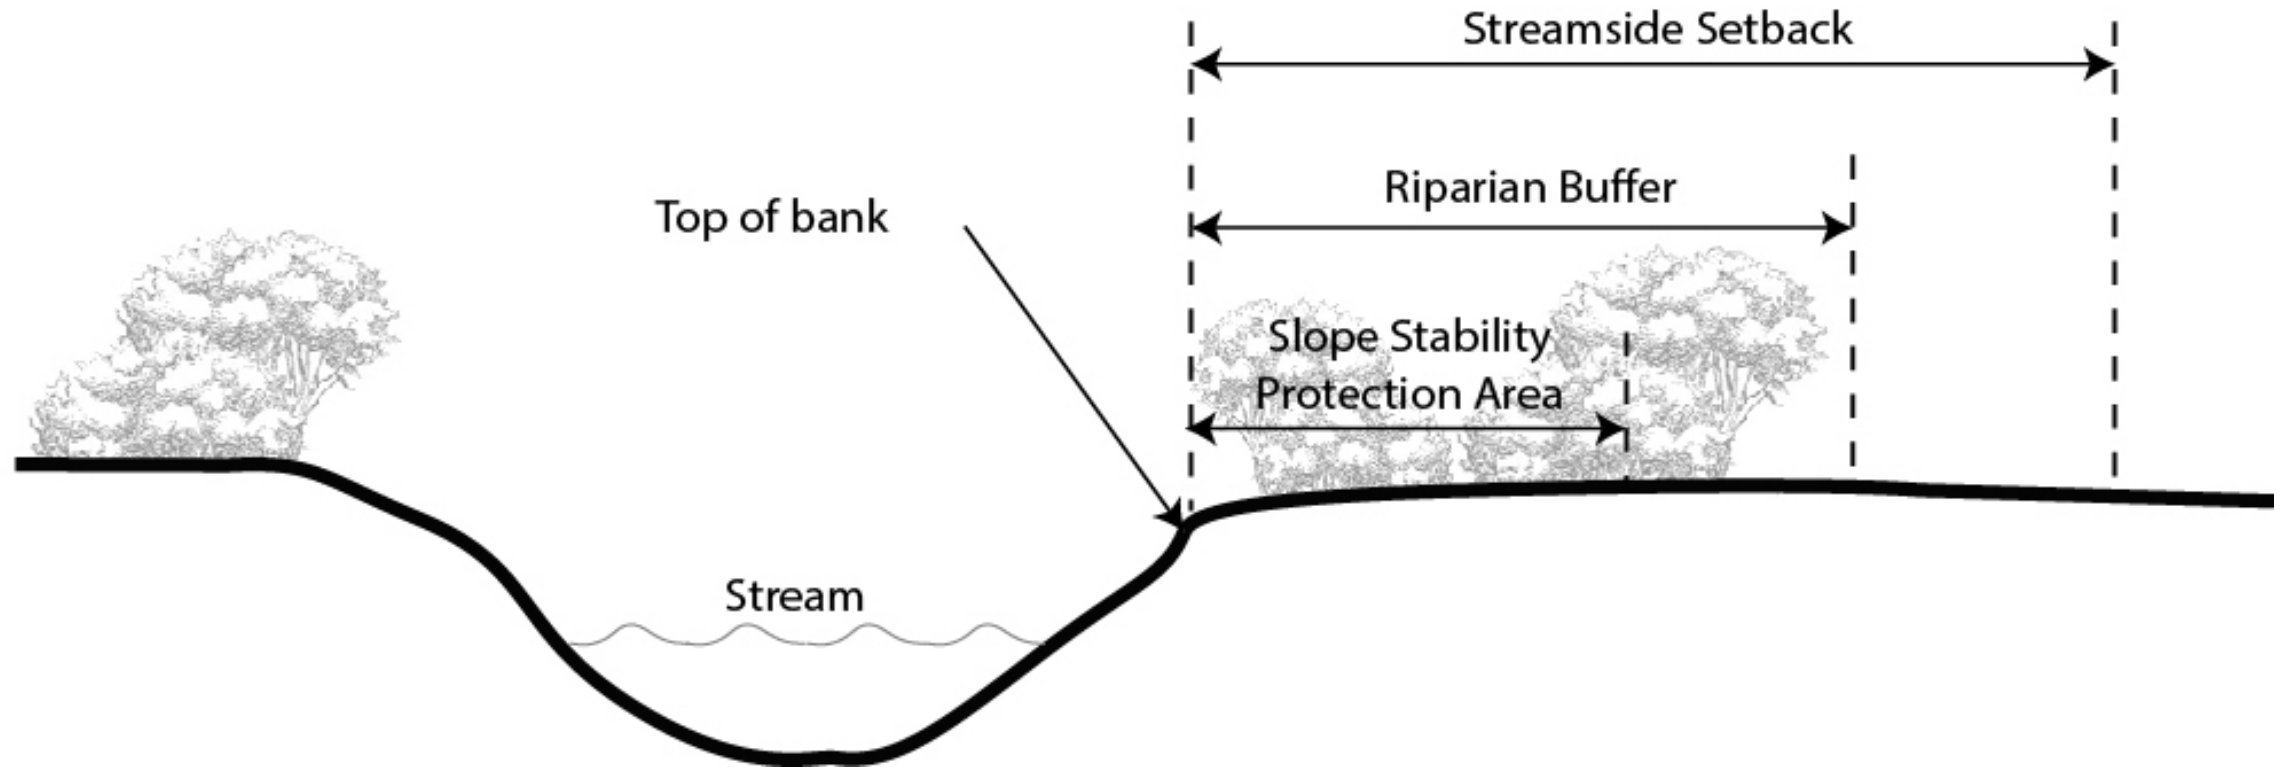 Streamside Setback
Riparian Buffer
Top of bank
Slope Stability
Protection Area
Stream